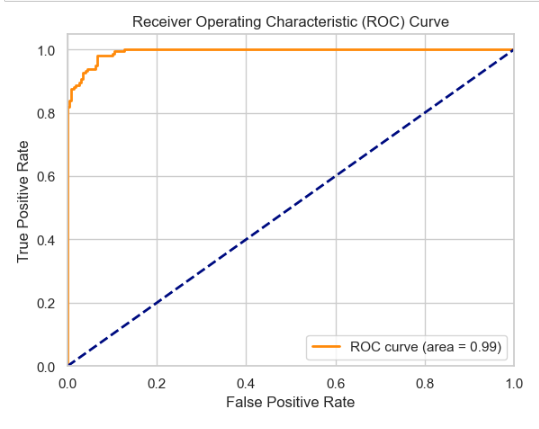 Receiver Operating Characteristic (ROC) Curve
1.0
0.8
0.6
0.4
0.2
0.0
True Positive Rate
ROC curve (area = 0.99)
0.0 0.2 0.4 0.6 0.8 1.0
False Positive Rate